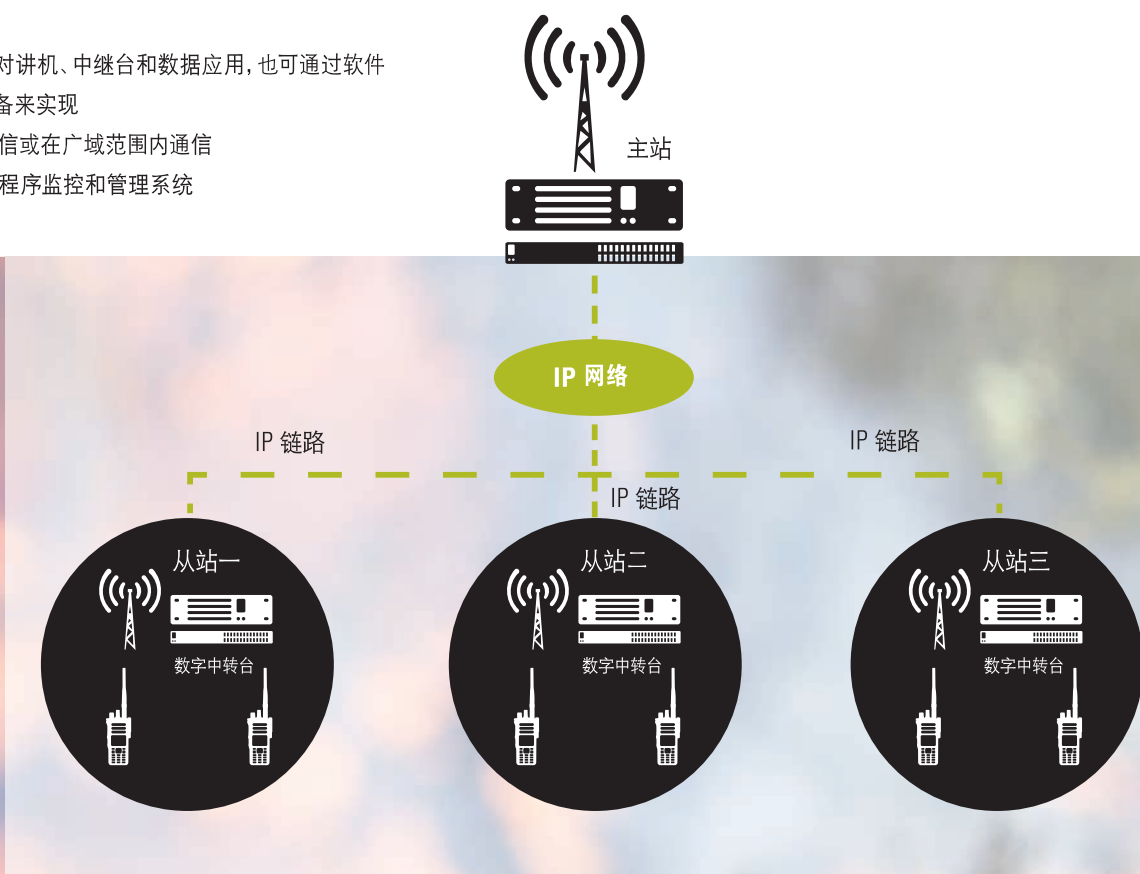 对讲机、中继台和数据应用，也可通过软件
备来实现
信或在广域范围内通信
程序监控和管理系统
主站
IP 网络
IP 链路
IP 链路
IP 链路
从站一
从站二
从站三
数字中转台
数字中转台
数字中转台